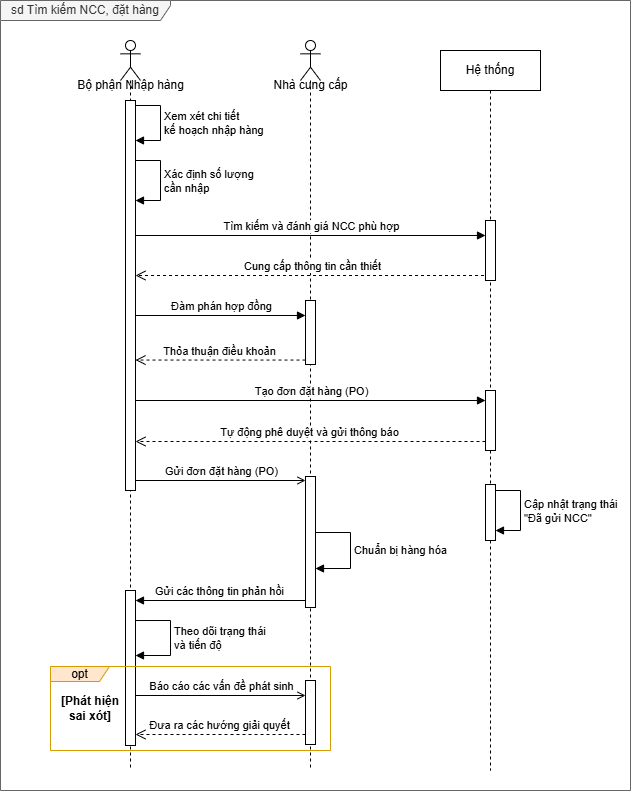 sd Tìm kiếm NCC, đặt hàng
Bộ phận Nhập hàng
Nhà cung cấp
Hệ thống
Xem xét chi tiết
kế hoạch nhập hàng
Xác định số lượng
cần nhập
Tìm kiếm và đánh giá NCC phù hợp
Cung cấp thông tin cần thiết
Đàm phán hợp đồng
Thỏa thuận điều khoản
Tạo đơn đặt hàng (PO)
Tự động phê duyệt và gửi thông báo
Gửi đơn đặt hàng (PO)
Cập nhật trạng thái
"Đã gửi NCC"
Chuẩn bị hàng hóa
Gửi các thông tin phản hồi
Theo dõi trạng thái
và tiến độ
opt
[Phát hiện
sai xót]
Báo cáo các vấn đề phát sinh
Đưa ra các hướng giải quyết